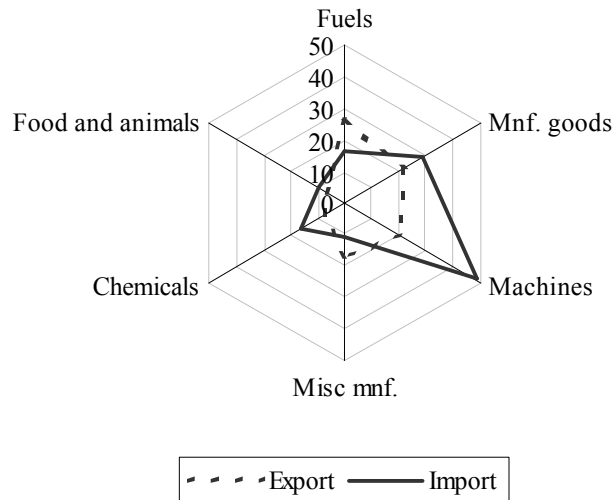 Fuels
50
40
30
20
10
0
Food and animals
Mnf. goods
Chemicals
Machines
Misc mnf.
Export Import